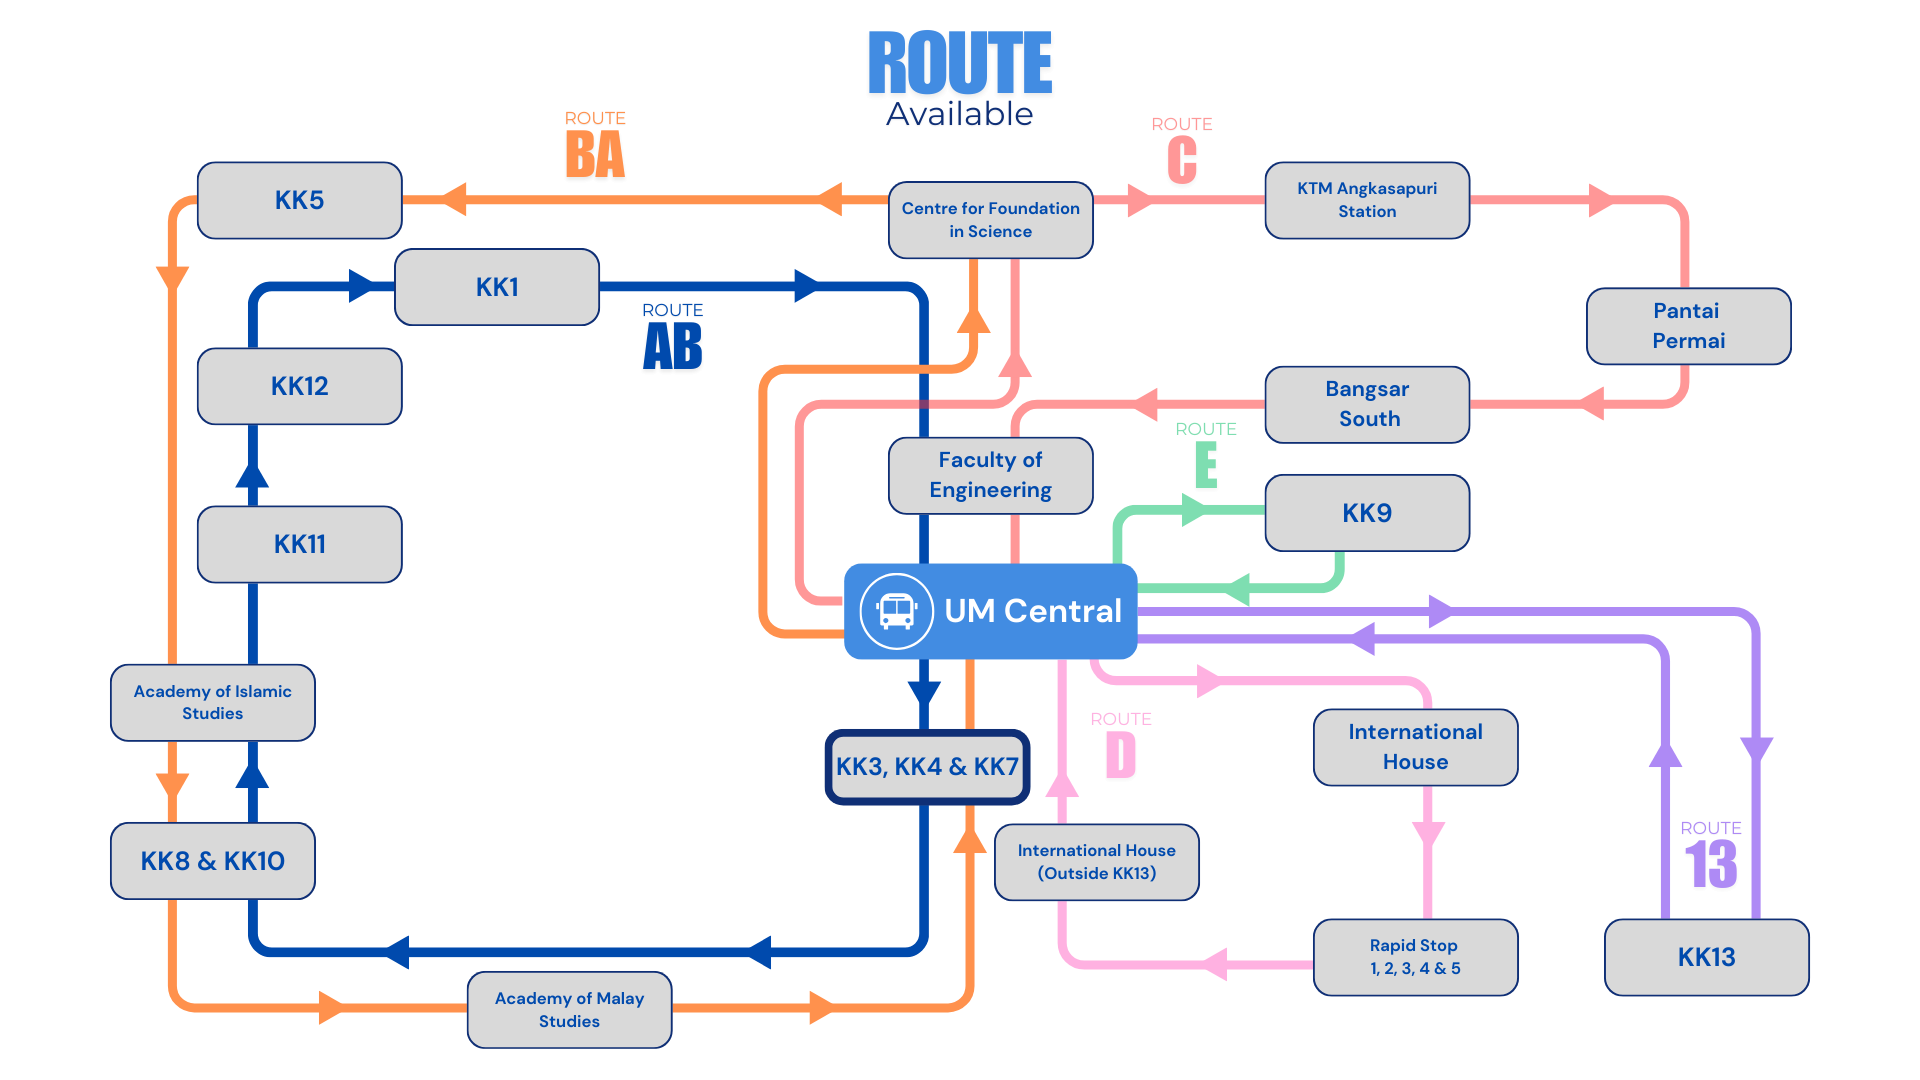 ROUTE
Available
ROUTE
BA
ROUTE
C
KK5
Centre for Foundation
in Science
KTM Angkasapuri
Station
KK1
ROUTE
AB
Pantai
Permai
KK12
Bangsar
South
Faculty of
Engineering
ROUTE
E
KK9
KK11
UM Central
Academy of Islamic
Studies
KK3, KK4 & KK7
ROUTE
D
International
House
KK8 & KK10
International House
(Outside KK13)
ROUTE
13
Rapid Stop
1, 2, 3, 4 & 5
KK13
Academy of Malay
Studies